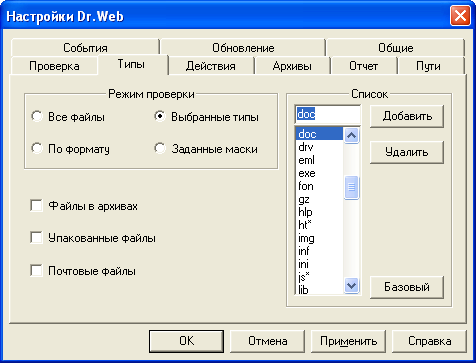 Настройки Dr.Web
События Обновление Общие
Проверка Типы Действия Архивы Отчет Пути
Режим проверки
Все файлы Выбранные типы
По формату Заданные маски
Файлы в архивах
Упакованные файлы
Почтовые файлы
Список
doc
doc
drv
eml
exe
fon
gz
hlp
ht*
img
inf
ini
js*
lib
Добавить
Удалить
Базовый
OK Отмена Применить Справка